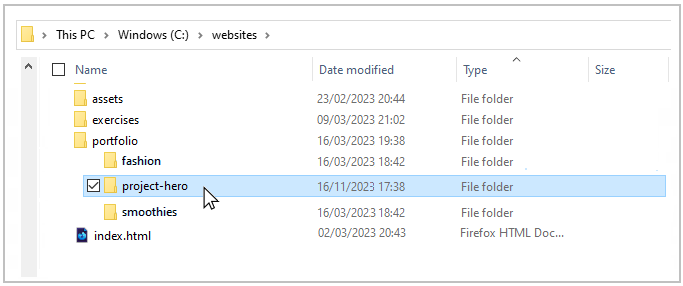 This PC > Windows (C:) > websites >
Name Date modified Type Size
assets 23/02/2023 20:44 File folder
exercises 09/03/2023 21:02 File folder
portfolio 16/03/2023 19:38 File folder
fashion 16/03/2023 18:42 File folder
project-hero 16/11/2023 17:38 File folder
smoothies 16/03/2023 18:42 File folder
index.html 02/03/2023 20:43 Firefox HTML Doc...